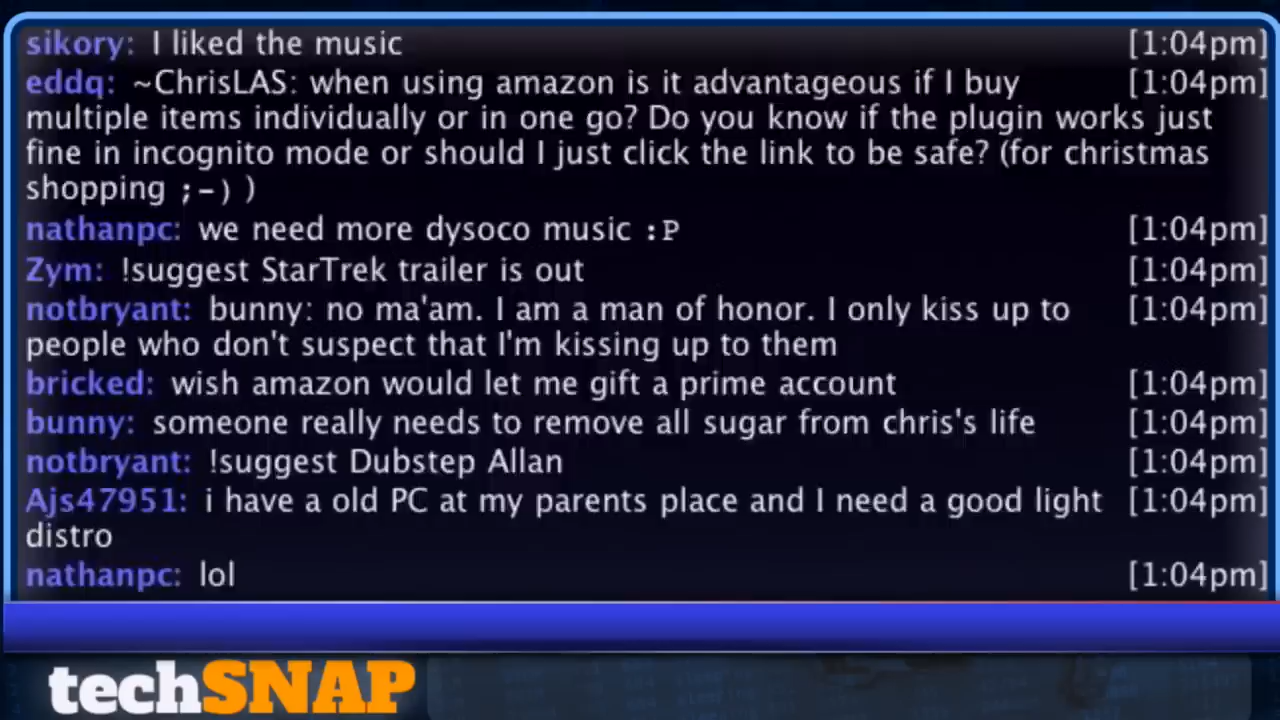 sikory: I liked the music [1:04pm]
eddq: ~ChrisLAS: when using amazon is it advantageous if I buy [1:04pm]
multiple items individually or in one go? Do you know if the plugin works just
fine in incognito mode or should I just click the link to be safe? (for christmas
shopping ;-) )
nathanpc: we need more dysoco music :P [1:04pm]
Zym: !suggest StarTrek trailer is out [1:04pm]
notbryant: bunny: no ma'am. I am a man of honor. I only kiss up to [1:04pm]
people who don't suspect that I'm kissing up to them
bricked: wish amazon would let me gift a prime account [1:04pm]
bunny: someone really needs to remove all sugar from chris's life [1:04pm]
notbryant: !suggest Dubstep Allan [1:04pm]
Ajs47951: i have a old PC at my parents place and I need a good light [1:04pm]
distro
nathanpc: lol [1:04pm]
techSNAP